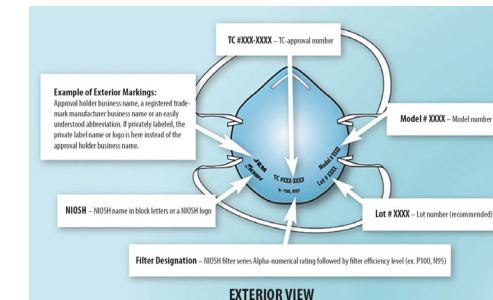 TC #XXX-XXXX – TC-approval number
Example of Exterior Markings:
Approval holder business name, a registered trade-
mark manufacturer business name or an easily
understood abbreviation. If privately labeled, the
private label name or logo is here instead of the
approval holder business name.
Model # XXXX – Model number
TC #XXX-XXXX
Model # XXXX
Lot # XXXX
NIOSH – NIOSH name in block letters or a NIOSH logo
Lot # XXXX – Lot number (recommended)
Filter Designation – NIOSH filter series Alpha-numerical rating followed by filter efficiency level (ex. P100, N95)
EXTERIOR VIEW